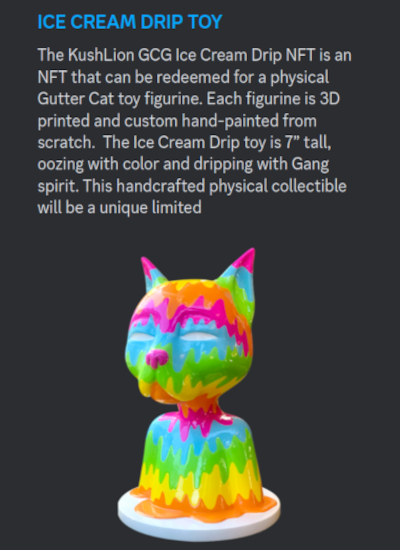 ICE CREAM DRIP TOY
The KushLion GCG Ice Cream Drip NFT is an
NFT that can be redeemed for a physical
Gutter Cat toy figurine. Each figurine is 3D
printed and custom hand-painted from
scratch.  The Ice Cream Drip toy is 7” tall,
oozing with color and dripping with Gang
spirit. This handcrafted physical collectible
will be a unique limited